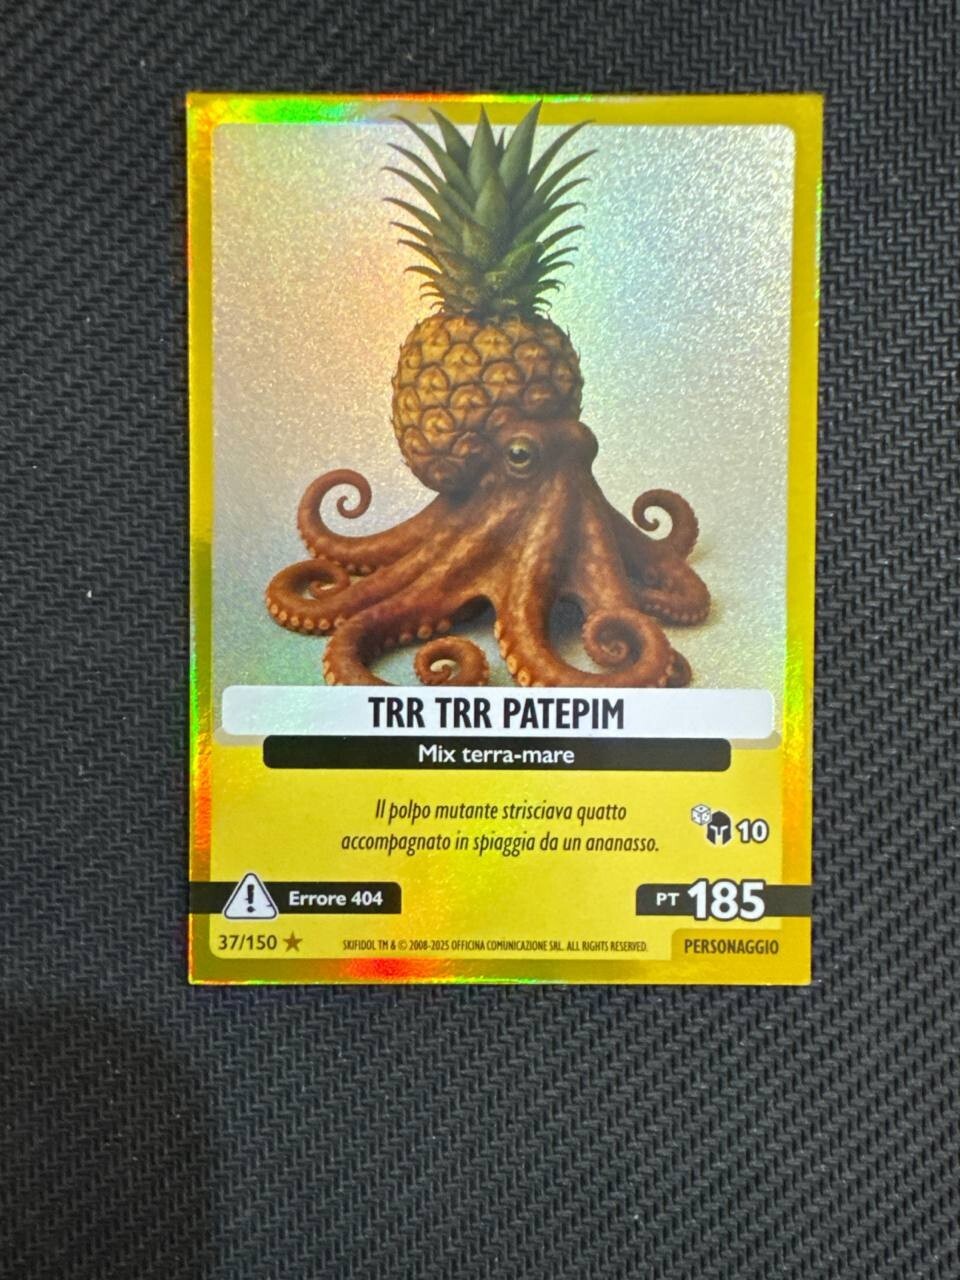 TRR TRR PATEPIM
Mix terra-mare
Il polpo mutante strisciava quatto
accompagnato in spiaggia da un ananasso.
10
Errore 404
PT 185
37/150
SKIFIDOL TM & © 2008-2025 OFFICINA COMUNICAZIONE SRL. ALL RIGHTS RESERVED.
PERSONAGGIO